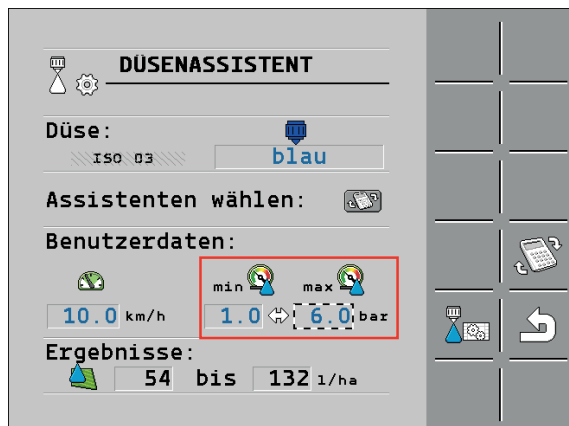 DÜSENASSISTENT
Düse:
ISO 03 blau
Assistenten wählen:
Benutzerdaten:
min max
10.0 km/h 1.0 6.0 bar
Ergebnisse:
54 bis 132 l/ha